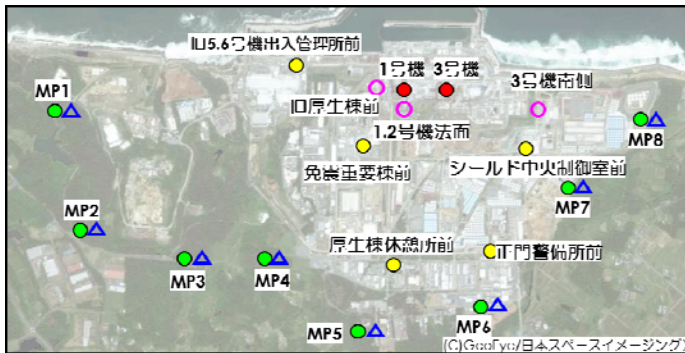 旧5.6号機出入管理所前
1号機
3号機
3号機南側
MP1
旧厚生棟前
1.2号機法面
MP8
免震重要棟前
シールド中央制御室前
MP7
MP2
厚生棟休憩所前
正門警備所前
MP3
MP4
MP5
MP6
(C)GeoEye/日本スペースイメージング)